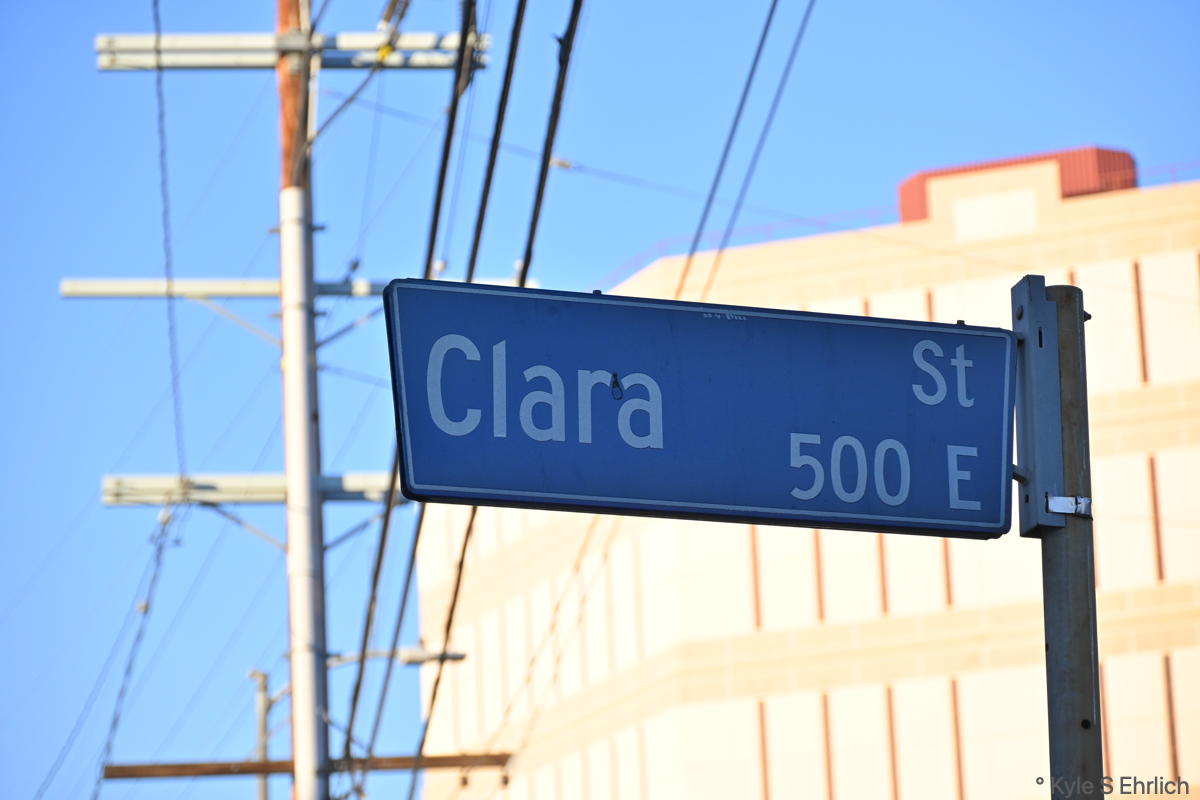 Clara St
500 E
° Kyle S Ehrlich